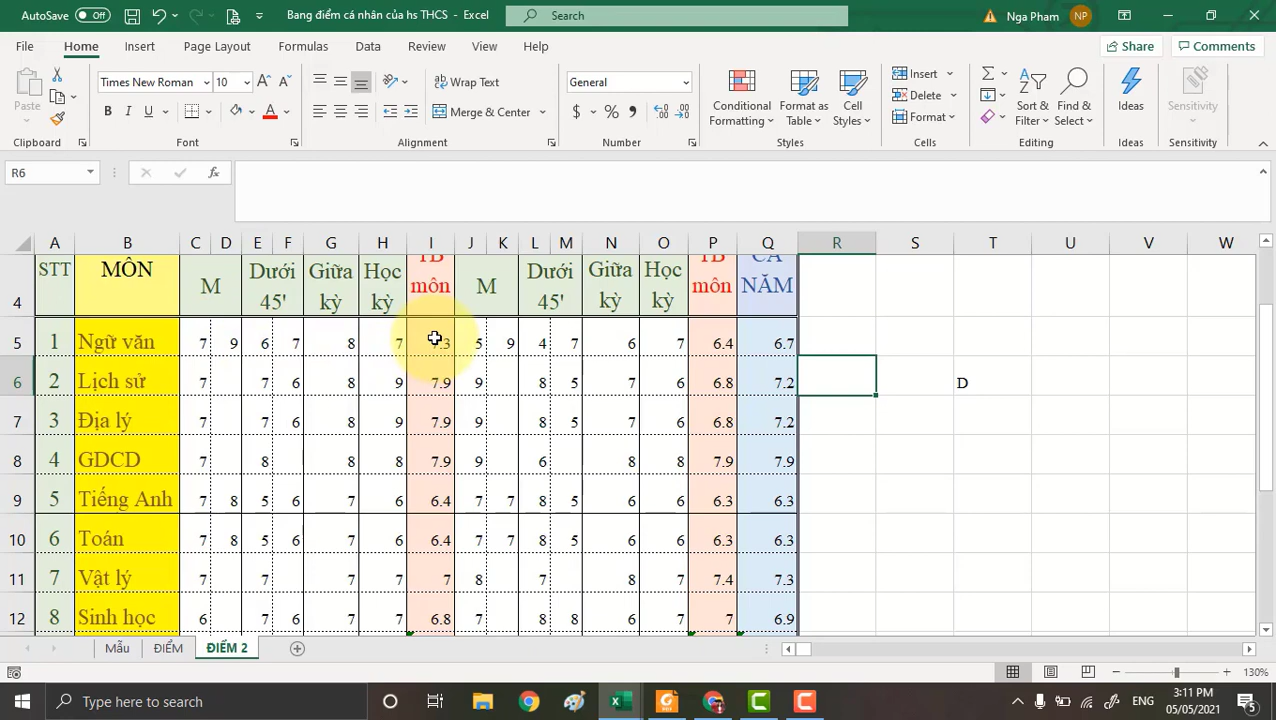 AutoSave Off Bang điểm cá nhân của hs THCS - Excel Search Nga Pham NP
File Home Insert Page Layout Formulas Data Review View Help Share Comments
Paste Times New Roman 10 A A Wrap Text General Conditional Formatting Format as Table Cell Styles Insert Delete Format Sort & Filter Find & Select Ideas Sensitivity
B I U Merge & Center $ % ,
Clipboard Font Alignment Number Styles Cells Editing Ideas Sensitivity
R6 fx
A B C D E F G H I J K L M N O P Q R S T U V W
4 STT MÔN M Dưới 45' Giữa kỳ Học kỳ TB môn M Dưới 45' Giữa kỳ Học kỳ TB môn CẢ NĂM
5 1 Ngữ văn 7 9 6 7 8 7 7.3 5 9 4 7 6 7 6.4 6.7
6 2 Lịch sử 7 7 6 8 9 7.9 9 8 5 7 6 6.8 7.2 D
7 3 Địa lý 7 7 6 8 9 7.9 9 8 5 7 6 6.8 7.2
8 4 GDCD 7 8 8 8 7.9 9 6 8 8 7.9 7.9
9 5 Tiếng Anh 7 8 5 6 7 6 6.4 7 7 8 5 6 6 6.3 6.3
10 6 Toán 7 8 5 6 7 6 6.4 7 7 8 5 6 6 6.3 6.3
11 7 Vật lý 7 7 7 7 7 8 7 8 7 7.4 7.3
12 8 Sinh học 6 7 6 7 7 6.8 7 8 8 6 7 7 6.9
Mẫu ĐIỂM ĐIỂM 2
130%
Type here to search ENG 3:11 PM 05/05/2021 5